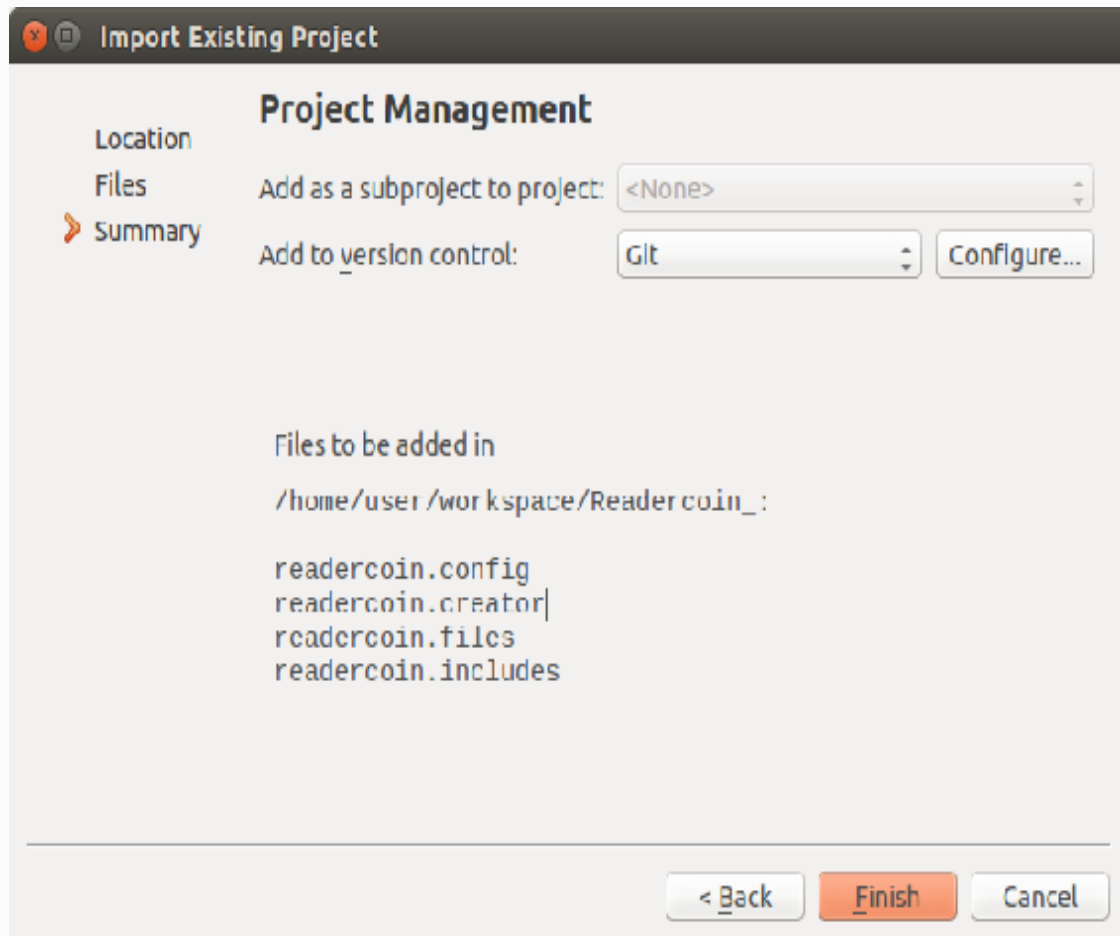 Import Existing Project
Location
Files
Summary
Project Management
Add as a subproject to project: <None>
Add to version control: Git Configure...
Files to be added in
/home/user/workspace/Readercoin_:
readercoin.config
readercoin.creator
readercoin.files
readercoin.includes
< Back Finish Cancel